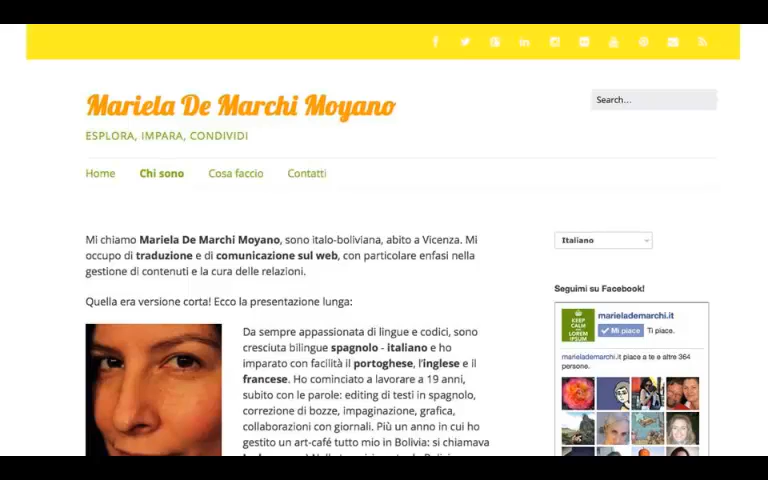 Mariela De Marchi Moyano
Search...
ESPLORA, IMPARA, CONDIVIDI
Home Chi sono Cosa faccio Contatti
Mi chiamo Mariela De Marchi Moyano, sono italo-boliviana, abito a Vicenza. Mi
occupo di traduzione e di comunicazione sul web, con particolare enfasi nella
gestione di contenuti e la cura delle relazioni.
Quella era versione corta! Ecco la presentazione lunga:
Da sempre appassionata di lingue e codici, sono
cresciuta bilingue spagnolo - italiano e ho
imparato con facilità il portoghese, l'inglese e il
francese. Ho cominciato a lavorare a 19 anni,
subito con le parole: editing di testi in spagnolo,
correzione di bozze, impaginazione, grafica,
collaborazioni con giornali. Più un anno in cui ho
gestito un art-café tutto mio in Bolivia: si chiamava
Italiano
Seguimi su Facebook!
KEEP
CALM
AND
LOREM
IPSUM
marielademarchi.it
Mi piace Ti piace.
marielademarchi.it piace a te e altre 364
persone.